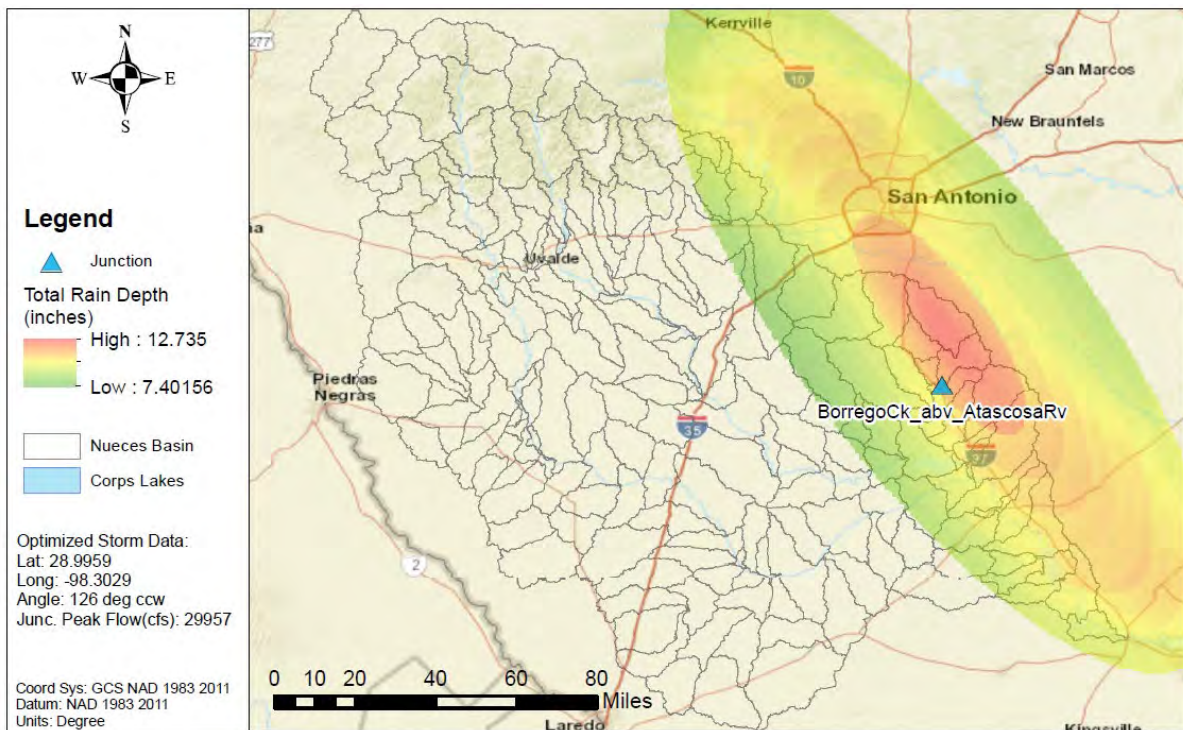 N
W
E
S
Legend
Junction
Total Rain Depth
(inches)
High : 12.735
Low : 7.40156
Nueces Basin
Corps Lakes
Optimized Storm Data:
Lat: 28.9959
Long: -98.3029
Angle: 126 deg ccw
Junc. Peak Flow(cfs): 29957
Coord Sys: GCS NAD 1983 2011
Datum: NAD 1983 2011
Units: Degree
277
Kerrville
10
San Marcos
New Braunfels
San Antonio
Uvalde
Piedras
Negras
BorregoCk_abv_AtascosaRv
35
37
2
0 10 20 40 60 80
Miles
Laredo
Kingsville